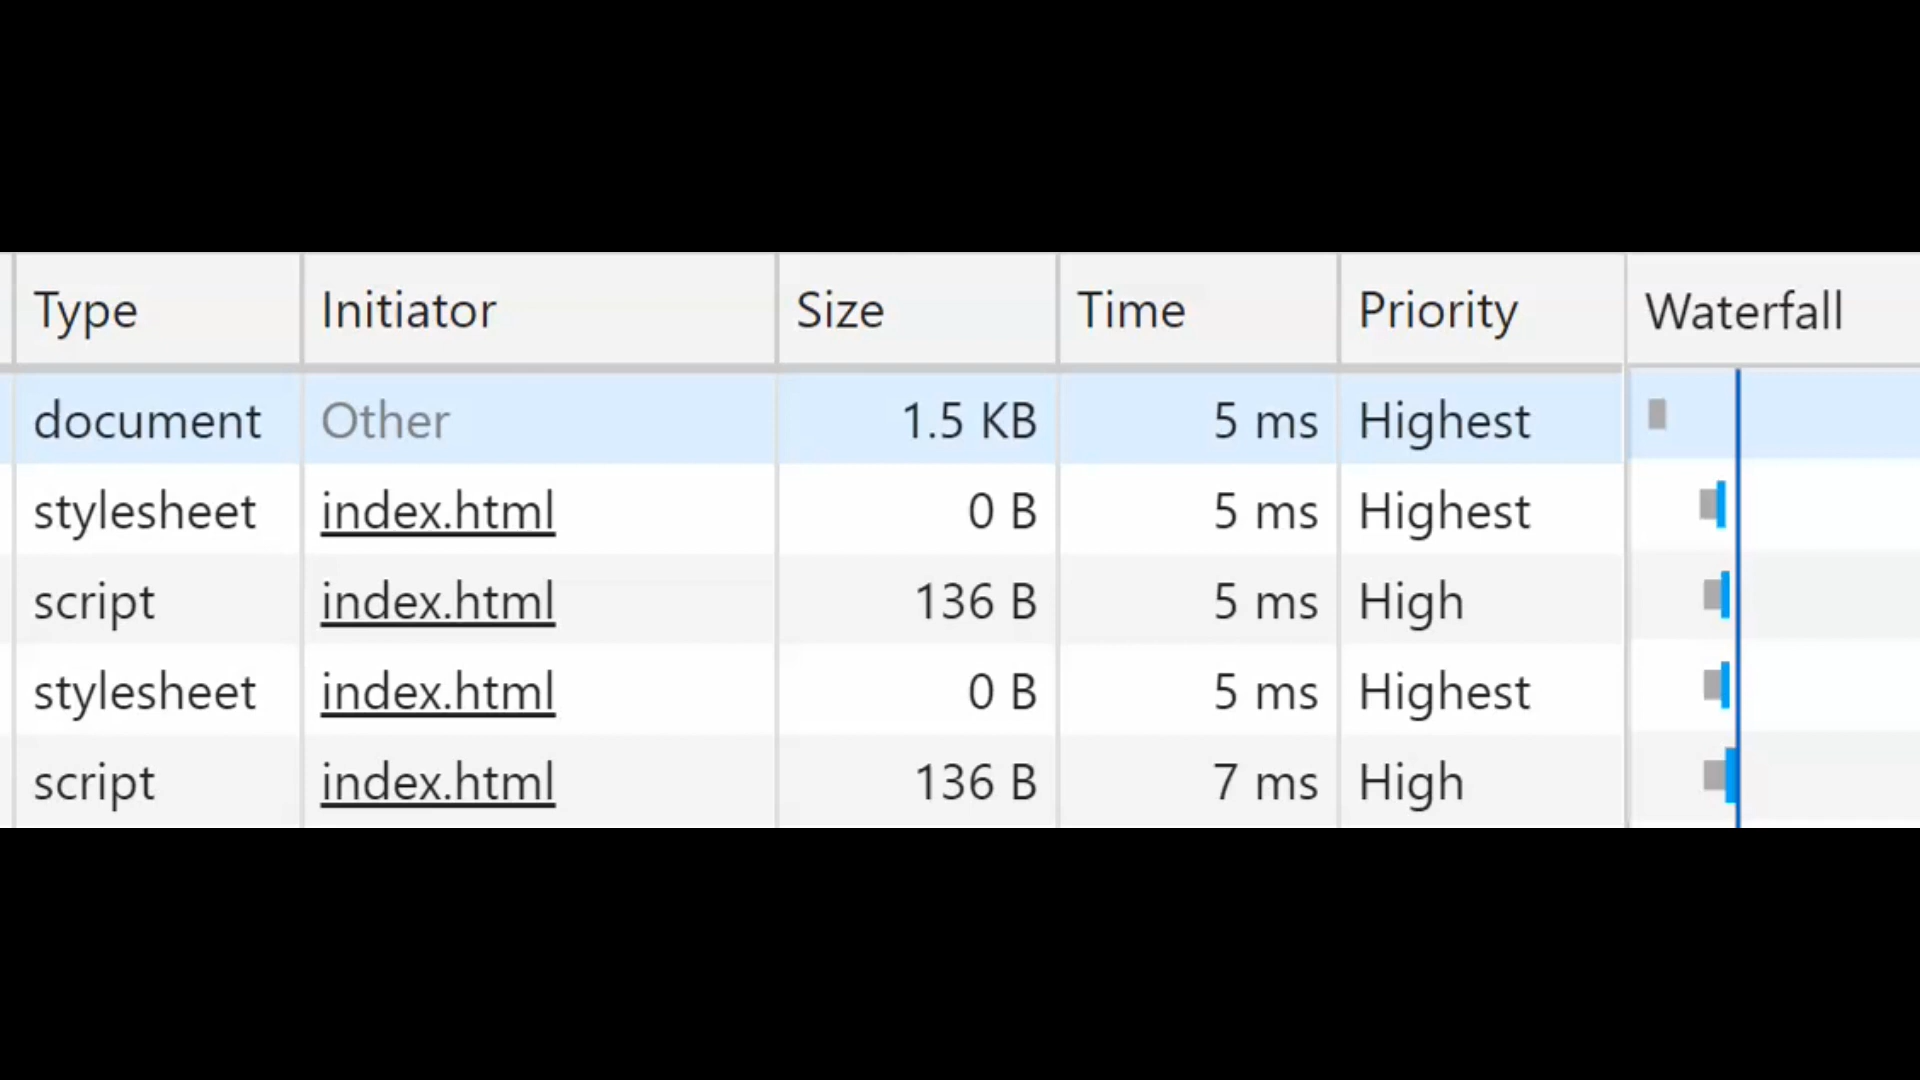 Type Initiator Size Time Priority Waterfall
document Other 1.5 KB 5 ms Highest
stylesheet index.html 0 B 5 ms Highest
script index.html 136 B 5 ms High
stylesheet index.html 0 B 5 ms Highest
script index.html 136 B 7 ms High